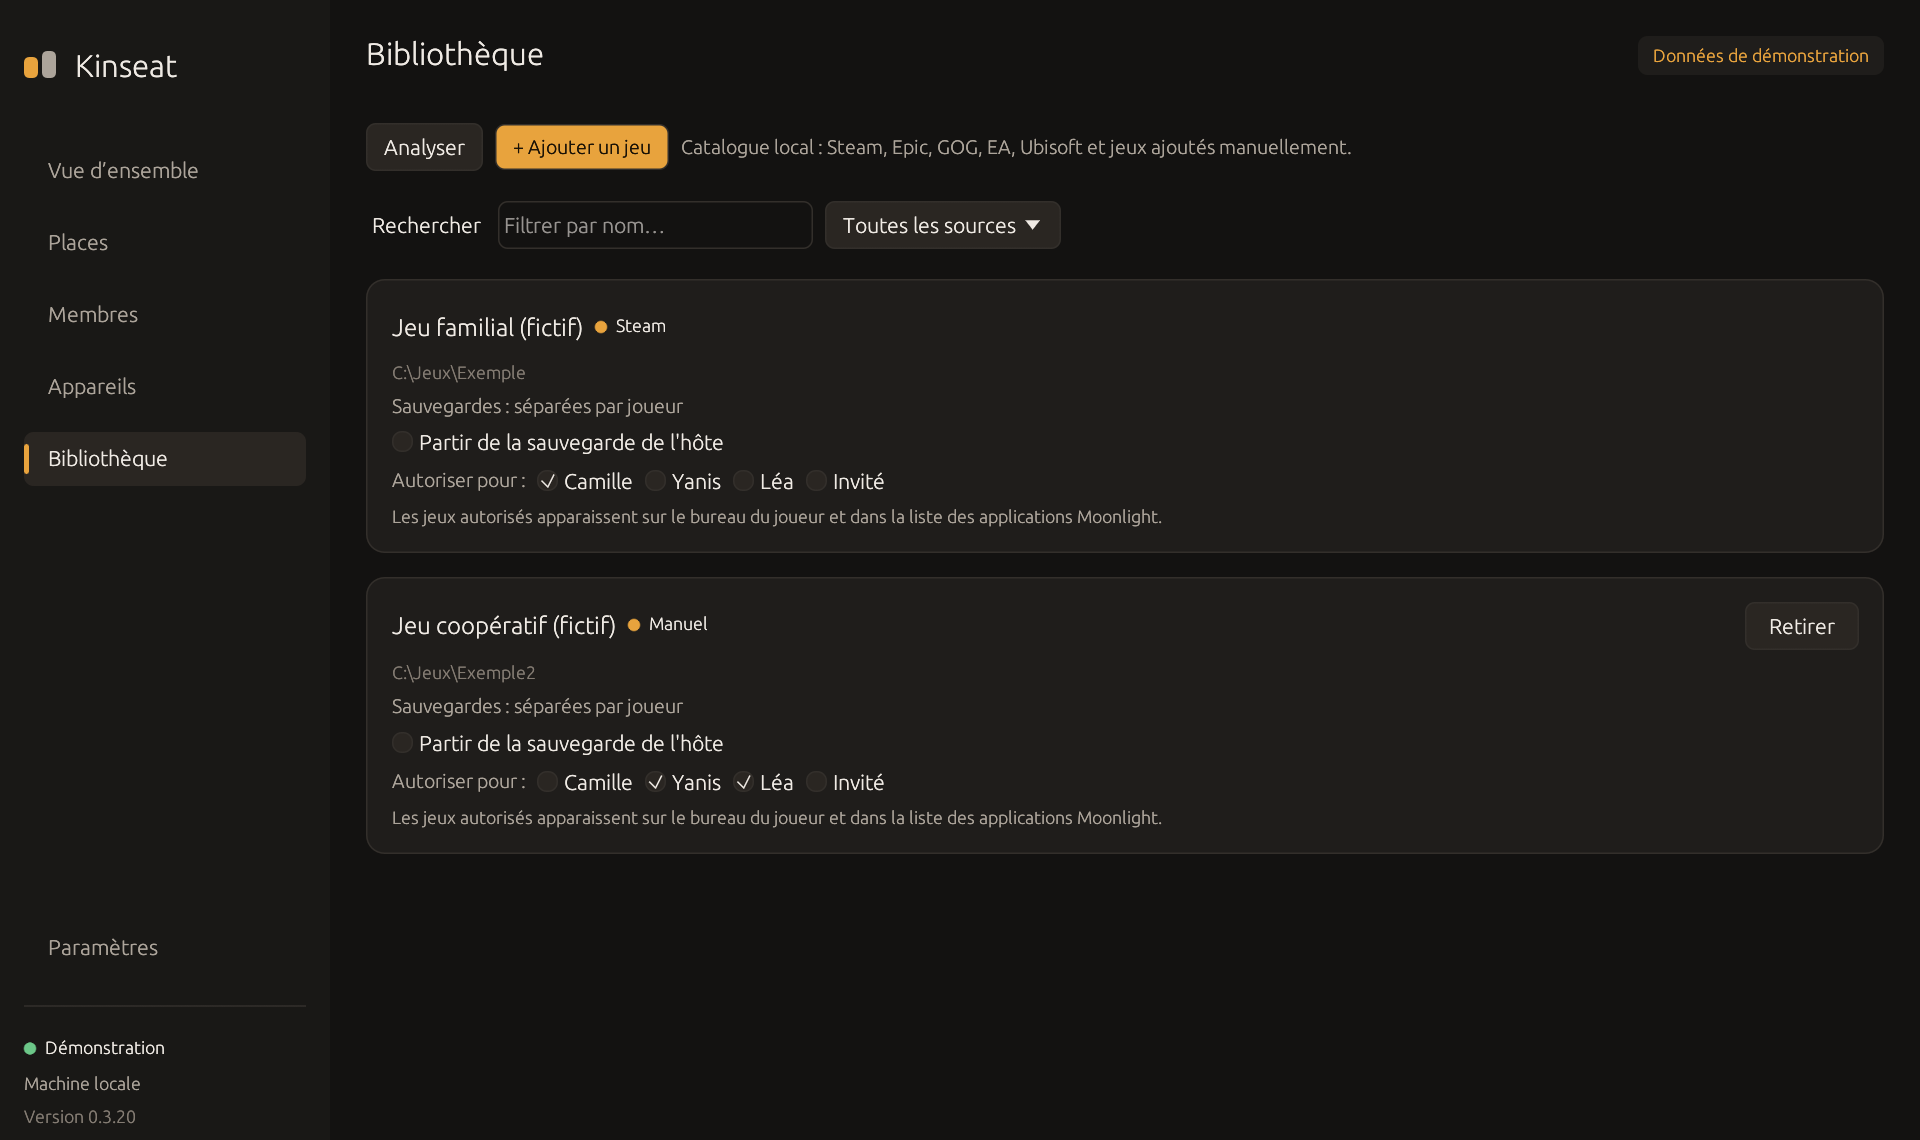 Kinseat
Vue d’ensemble
Places
Membres
Appareils
Bibliothèque
Paramètres
Démonstration
Machine locale
Version 0.3.20
Bibliothèque
Données de démonstration
Analyser
+ Ajouter un jeu
Catalogue local : Steam, Epic, GOG, EA, Ubisoft et jeux ajoutés manuellement.
Rechercher
Filtrer par nom…
Toutes les sources
Jeu familial (fictif)
Steam
C:\Jeux\Exemple
Sauvegardes : séparées par joueur
Partir de la sauvegarde de l'hôte
Autoriser pour : Camille Yanis Léa Invité
Les jeux autorisés apparaissent sur le bureau du joueur et dans la liste des applications Moonlight.
Jeu coopératif (fictif)
Manuel
Retirer
C:\Jeux\Exemple2
Sauvegardes : séparées par joueur
Partir de la sauvegarde de l'hôte
Autoriser pour : Camille Yanis Léa Invité
Les jeux autorisés apparaissent sur le bureau du joueur et dans la liste des applications Moonlight.